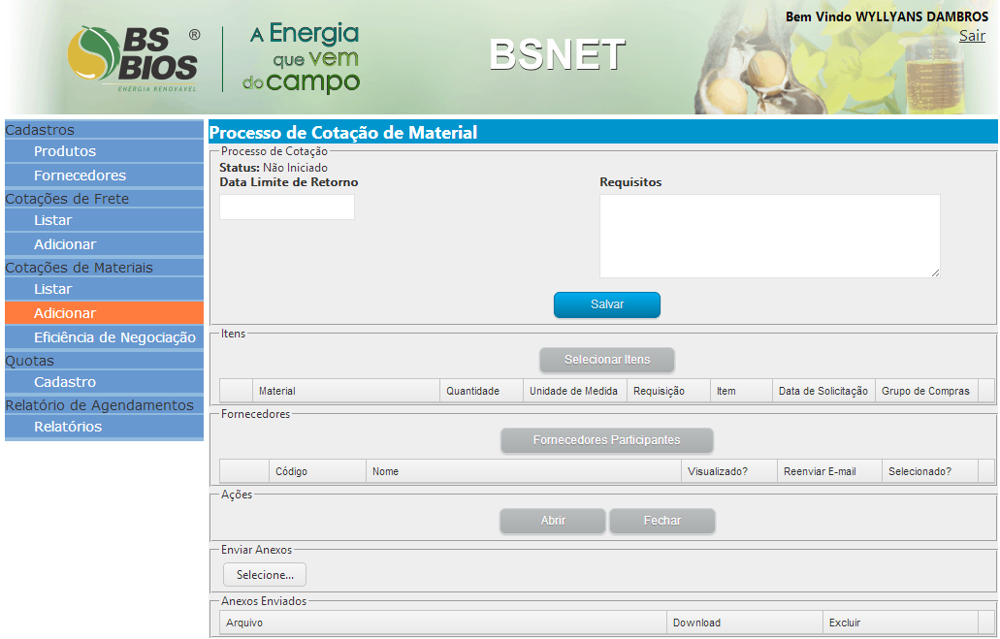 Bem Vindo WYLLYANS DAMBROS
Sair
BS BIOS ®
ENERGIA RENOVÁVEL
A Energia
que vem
do campo
BSNET
Cadastros
Produtos
Fornecedores
Cotações de Frete
Listar
Adicionar
Cotações de Materiais
Listar
Adicionar
Eficiência de Negociação
Quotas
Cadastro
Relatório de Agendamentos
Relatórios
Processo de Cotação de Material
Processo de Cotação
Status: Não Iniciado
Data Limite de Retorno Requisitos
Salvar
Itens
Selecionar Itens
Material Quantidade Unidade de Medida Requisição Item Data de Solicitação Grupo de Compras
Fornecedores
Fornecedores Participantes
Código Nome Visualizado? Reenviar E-mail Selecionado?
Ações
Abrir Fechar
Enviar Anexos
Selecione...
Anexos Enviados
Arquivo Download Excluir